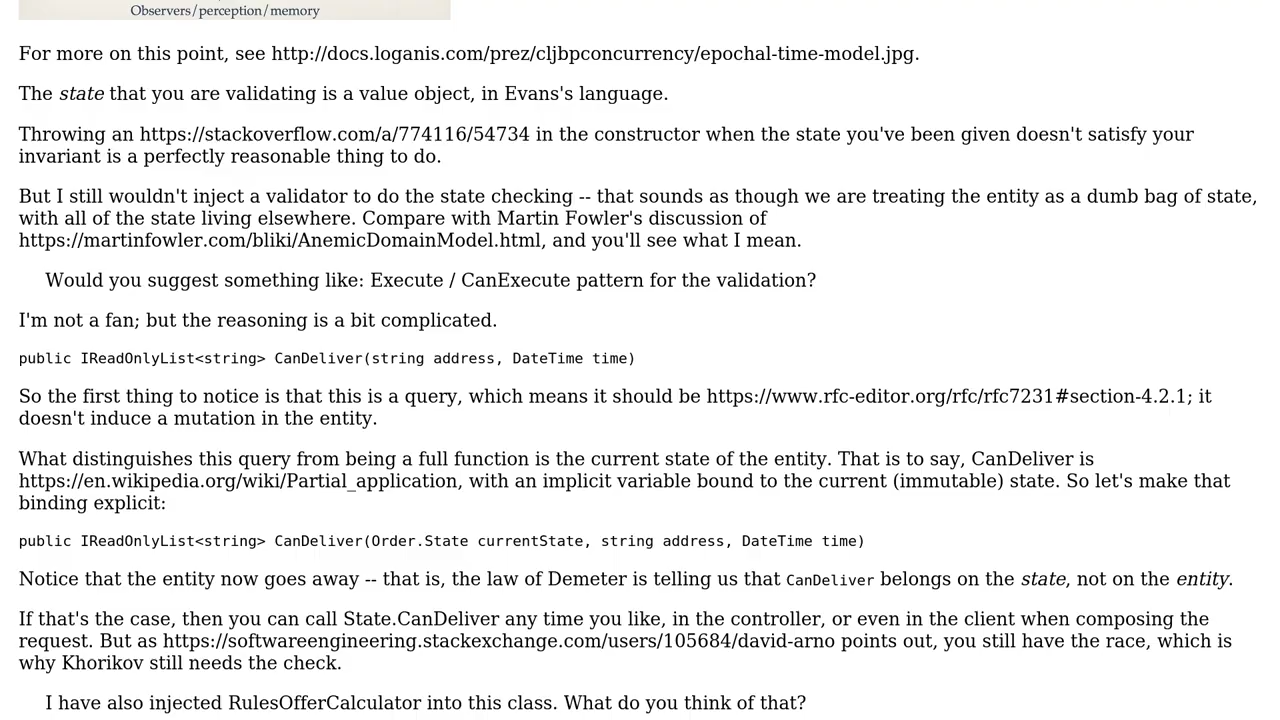 Observers/perception/memory
For more on this point, see http://docs.loganis.com/prez/cljbpconcurrency/epochal-time-model.jpg.
The state that you are validating is a value object, in Evans's language.
Throwing an https://stackoverflow.com/a/774116/54734 in the constructor when the state you've been given doesn't satisfy your
invariant is a perfectly reasonable thing to do.
But I still wouldn't inject a validator to do the state checking -- that sounds as though we are treating the entity as a dumb bag of state,
with all of the state living elsewhere. Compare with Martin Fowler's discussion of
https://martinfowler.com/bliki/AnemicDomainModel.html, and you'll see what I mean.
Would you suggest something like: Execute / CanExecute pattern for the validation?
I'm not a fan; but the reasoning is a bit complicated.
public IReadOnlyList<string> CanDeliver(string address, DateTime time)
So the first thing to notice is that this is a query, which means it should be https://www.rfc-editor.org/rfc/rfc7231#section-4.2.1; it
doesn't induce a mutation in the entity.
What distinguishes this query from being a full function is the current state of the entity. That is to say, CanDeliver is
https://en.wikipedia.org/wiki/Partial_application, with an implicit variable bound to the current (immutable) state. So let's make that
binding explicit:
public IReadOnlyList<string> CanDeliver(Order.State currentState, string address, DateTime time)
Notice that the entity now goes away -- that is, the law of Demeter is telling us that CanDeliver belongs on the state, not on the entity.
If that's the case, then you can call State.CanDeliver any time you like, in the controller, or even in the client when composing the
request. But as https://softwareengineering.stackexchange.com/users/105684/david-arno points out, you still have the race, which is
why Khorikov still needs the check.
I have also injected RulesOfferCalculator into this class. What do you think of that?